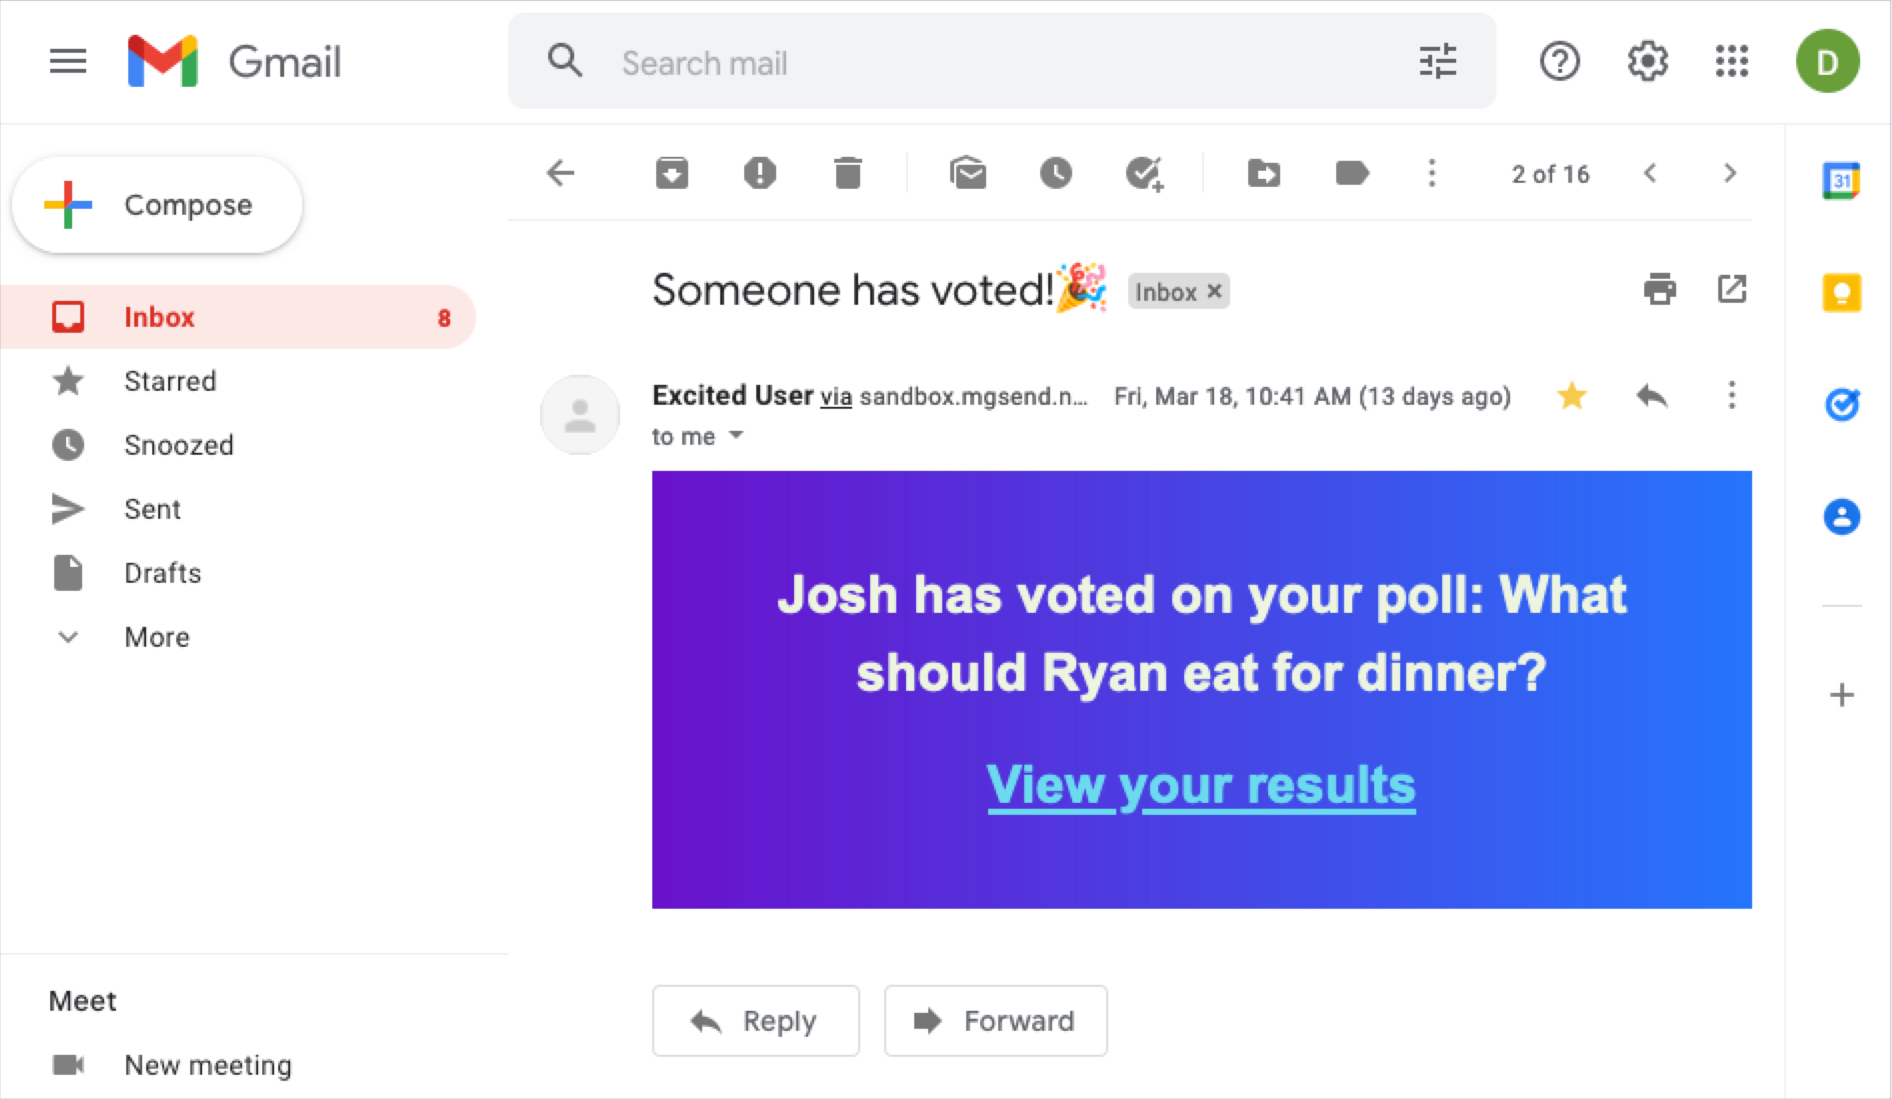 Gmail
Search mail
D
Compose
2 of 16
31
Someone has voted!🎉 Inbox ×
Inbox 8
Starred
Excited User via sandbox.mgsend.n... Fri, Mar 18, 10:41 AM (13 days ago)
to me
Snoozed
Sent
Drafts
More
Josh has voted on your poll: What
should Ryan eat for dinner?
View your results
Meet
New meeting
Reply
Forward